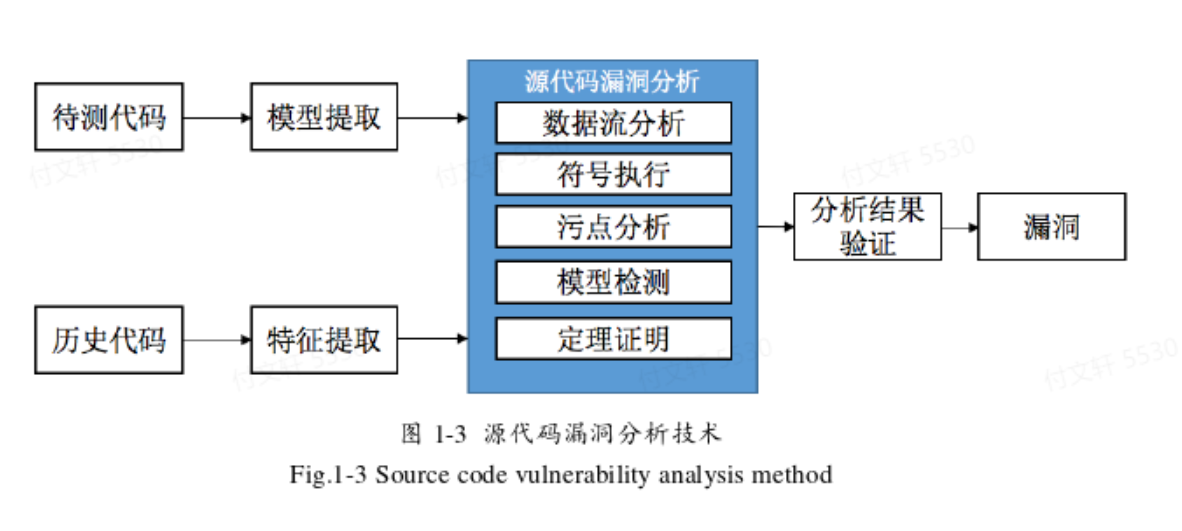 源代码漏洞分析
待测代码
模型提取
数据流分析
符号执行
污点分析
模型检测
定理证明
历史代码
特征提取
分析结果
验证
漏洞
图 1-3 源代码漏洞分析技术
Fig.1-3 Source code vulnerability analysis method
付文轩 5530
付文轩 5530
付文轩 5530
付文轩 5530
付文轩 5530
付文轩 5530